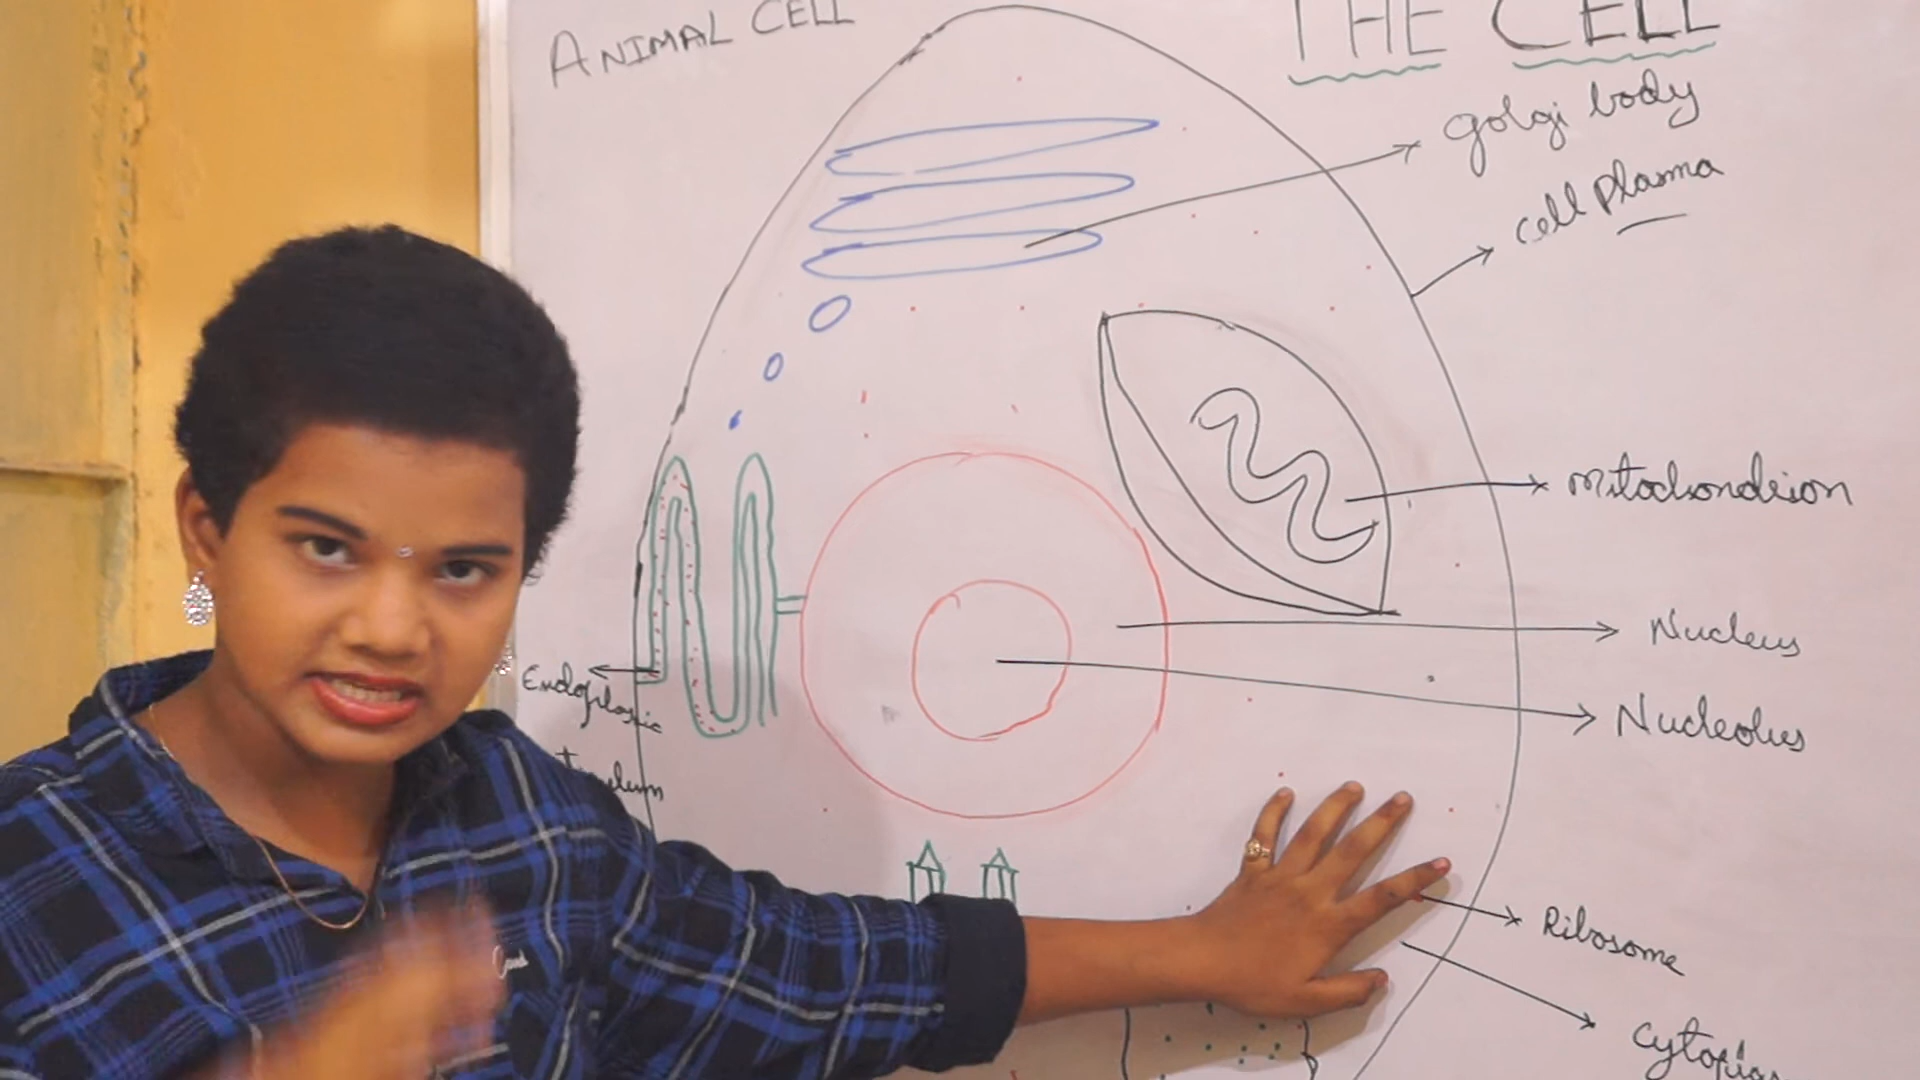 ANIMAL CELL
THE CELL
golgi body
cell plasma
mitochondrion
Nucleus
Nucleolus
Endoplasmic
Ribosome